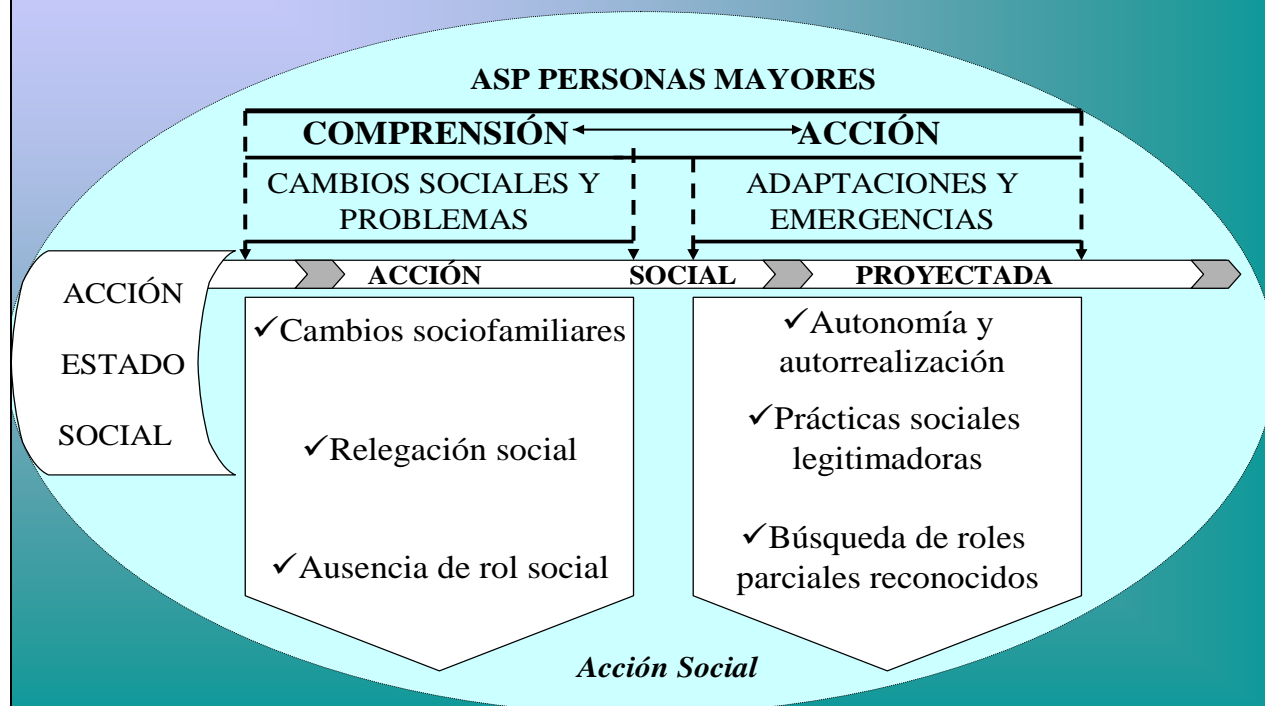 ASP PERSONAS MAYORES
COMPRENSIÓN ACCIÓN
CAMBIOS SOCIALES Y
PROBLEMAS
ADAPTACIONES Y
EMERGENCIAS
ACCIÓN SOCIAL PROYECTADA
ACCIÓN
ESTADO
SOCIAL
✓Cambios sociofamiliares
✓Relegación social
✓Ausencia de rol social
✓Autonomía y
autorrealización
✓Prácticas sociales
legitimadoras
✓Búsqueda de roles
parciales reconocidos
Acción Social